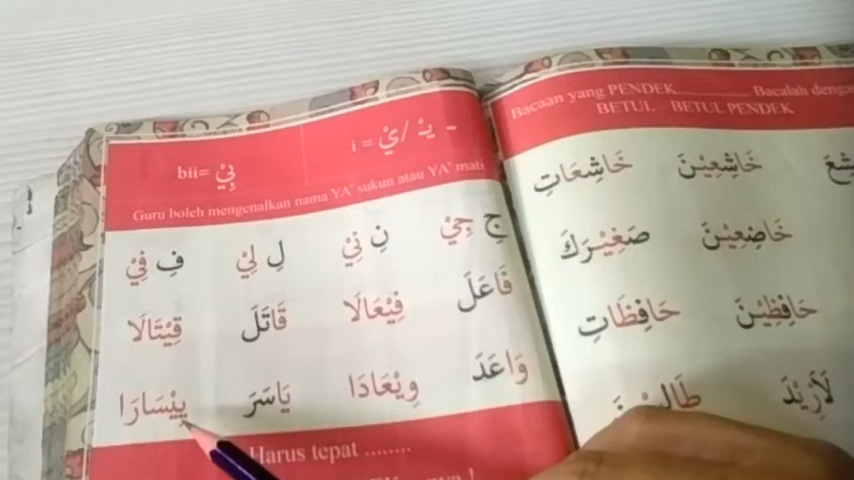 - يـْ / يْ = i
بِيْ =bii
Guru boleh mengenalkan nama YA' sukun atau YA' mati
جِ جِيْ نِ نِيْ لِ لِيْ فِ فِيْ
فَاعَلَ فِيْعَالَا قَاتَلَ قِيْتَالَا
وَاعَدَ وِيْعَادَا يَاسَرَ يِيْسَارَا
Harus tepat ........
Bacaan yang PENDEK Bacalah
BETUL - BETUL PENDEK
خَاشِعِيْنَ خَاشِعَاتِ
خَاضِعِيْنَ صَغِيْرَكَ
حَافِظِيْنَ حَافِظَاتِ